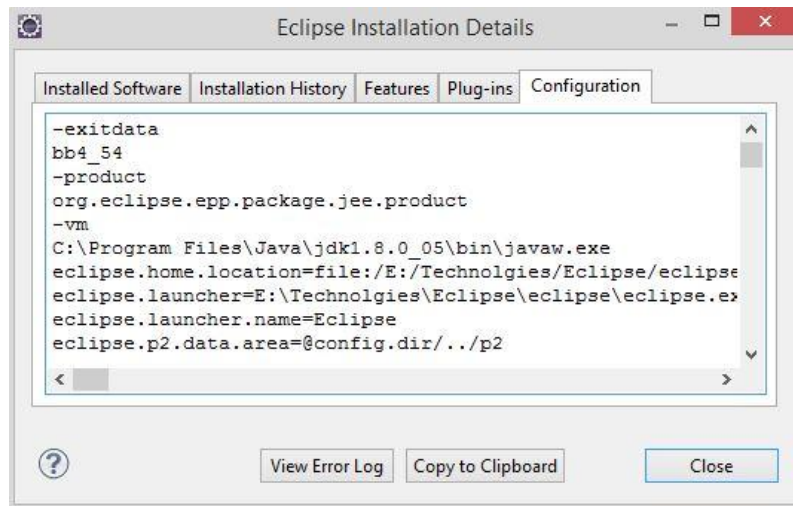 Eclipse Installation Details
Installed Software Installation History Features Plug-ins Configuration
-exitdata
bb4_54
-product
org.eclipse.epp.package.jee.product
-vm
C:\Program Files\Java\jdk1.8.0_05\bin\javaw.exe
eclipse.home.location=file:/E:/Technolgies/Eclipse/eclipse
eclipse.launcher=E:\Technolgies\Eclipse\eclipse\eclipse.ex
eclipse.launcher.name=Eclipse
eclipse.p2.data.area=@config.dir/../p2
View Error Log Copy to Clipboard Close